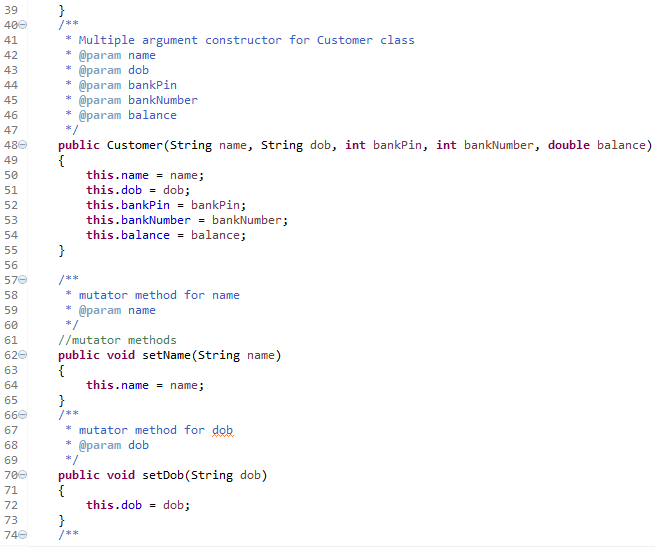 39 }
40 /**
41 * Multiple argument constructor for Customer class
42 * @param name
43 * @param dob
44 * @param bankPin
45 * @param bankNumber
46 * @param balance
47 */
48 public Customer(String name, String dob, int bankPin, int bankNumber, double balance)
49 {
50 this.name = name;
51 this.dob = dob;
52 this.bankPin = bankPin;
53 this.bankNumber = bankNumber;
54 this.balance = balance;
55 }
56
57 /**
58 * mutator method for name
59 * @param name
60 */
61 //mutator methods
62 public void setName(String name)
63 {
64 this.name = name;
65 }
66 /**
67 * mutator method for dob
68 * @param dob
69 */
70 public void setDob(String dob)
71 {
72 this.dob = dob;
73 }
74 /**